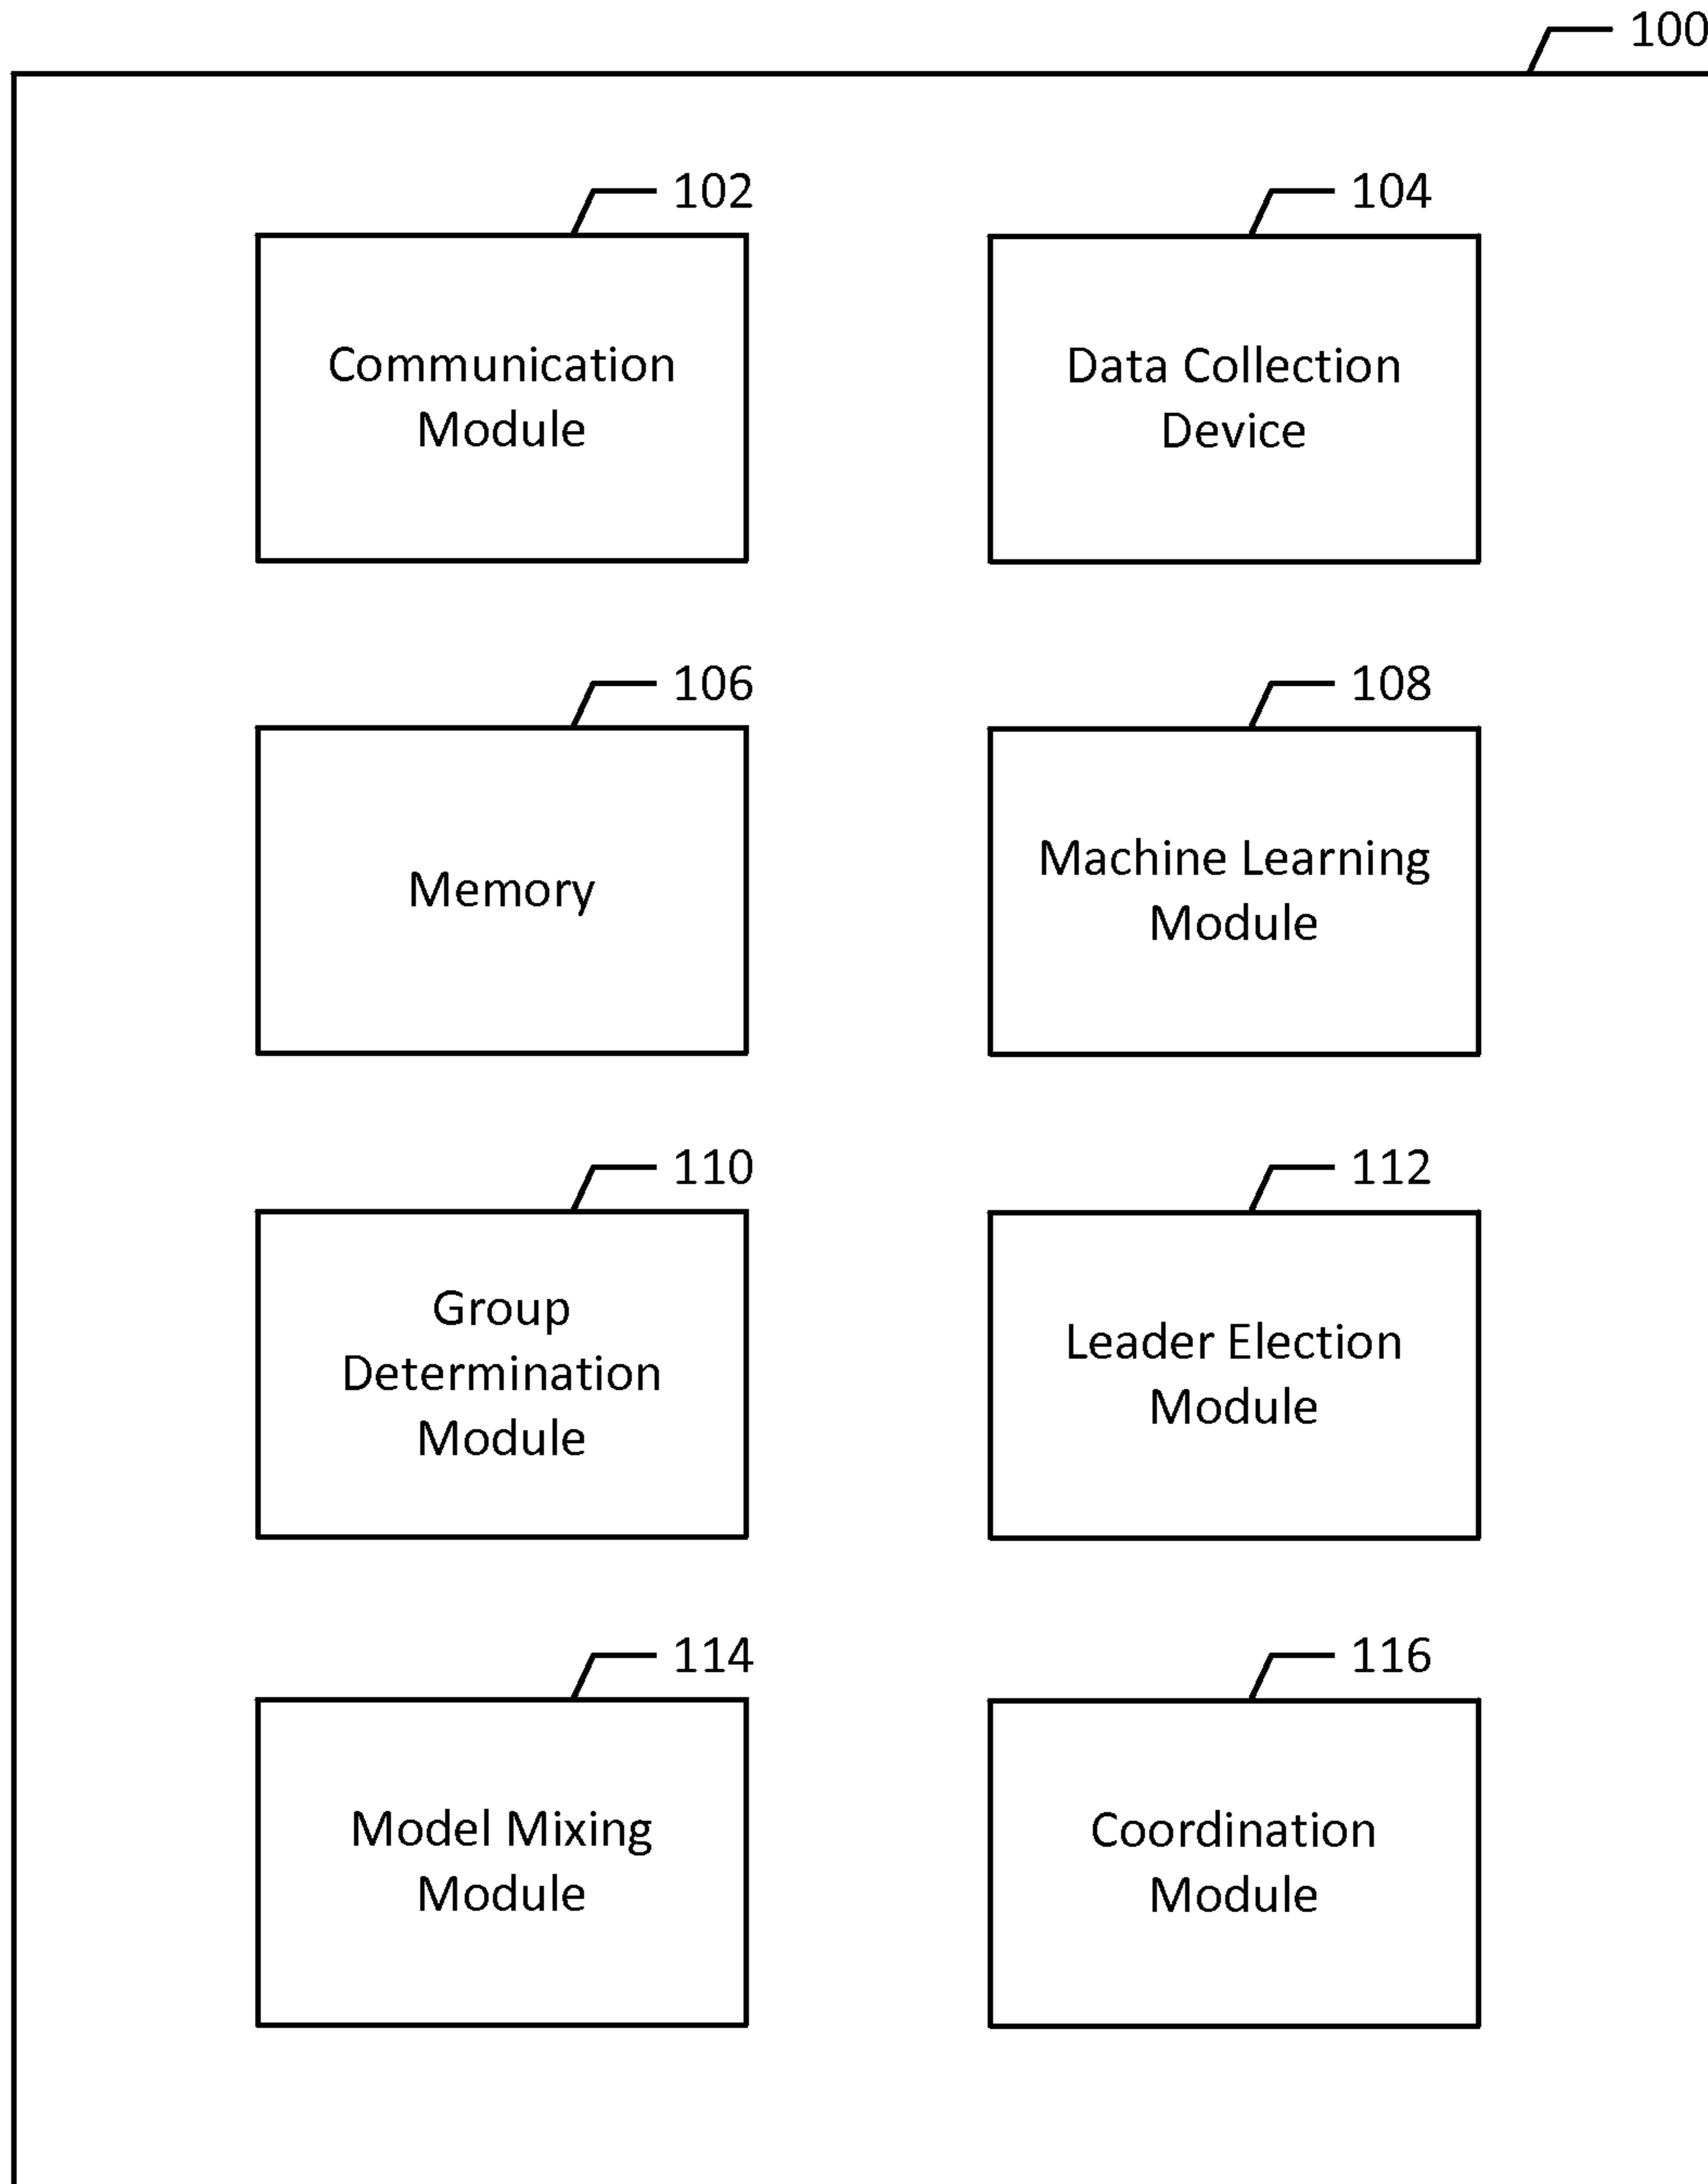 100
102
104
Communication
Module
Data Collection
Device
106
108
Memory
Machine Learning
Module
110
112
Group
Determination
Module
Leader Election
Module
114
116
Model Mixing
Module
Coordination
Module